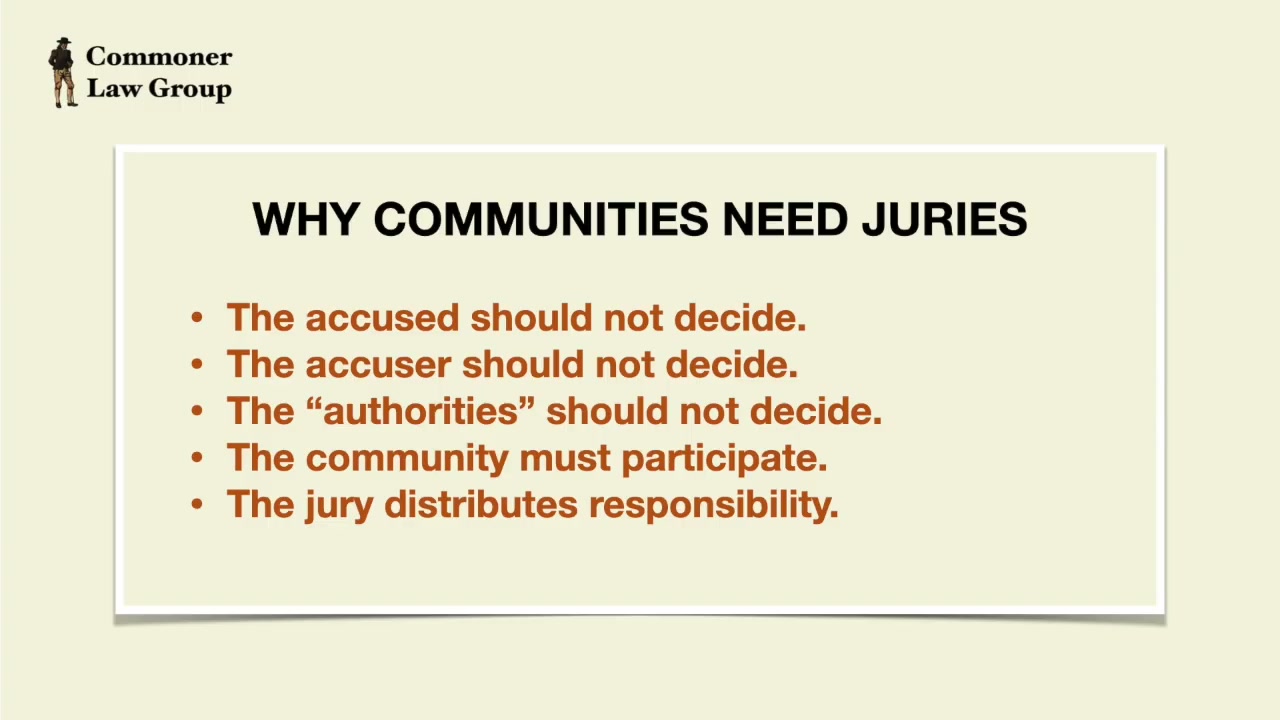 Commoner
Law Group
WHY COMMUNITIES NEED JURIES
• The accused should not decide.
• The accuser should not decide.
• The “authorities” should not decide.
• The community must participate.
• The jury distributes responsibility.